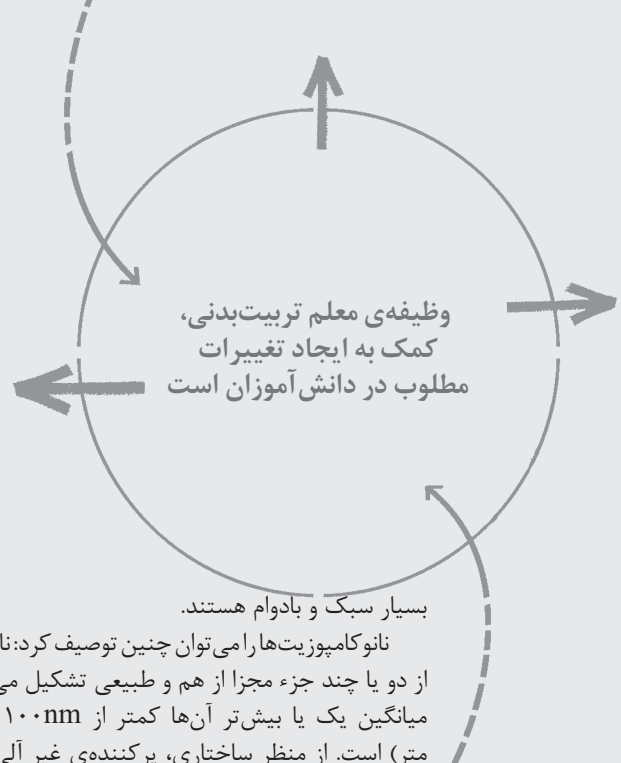 وظیفه‌ی معلم تربیت‌بدنی،
کمک به ایجاد تغییرات
مطلوب در دانش‌آموزان است
بسیار سبک و بادوام هستند.
نانوکامپوزیت‌ها را می‌توان چنین توصیف کرد:
از دو یا چند جزء مجزا از هم و طبیعی تشکیل
میانگین یک یا بیش‌تر آن‌ها کمتر از ۱۰۰nm
متر) است. از منظر ساختاری، پرکننده‌ی غیر آلی